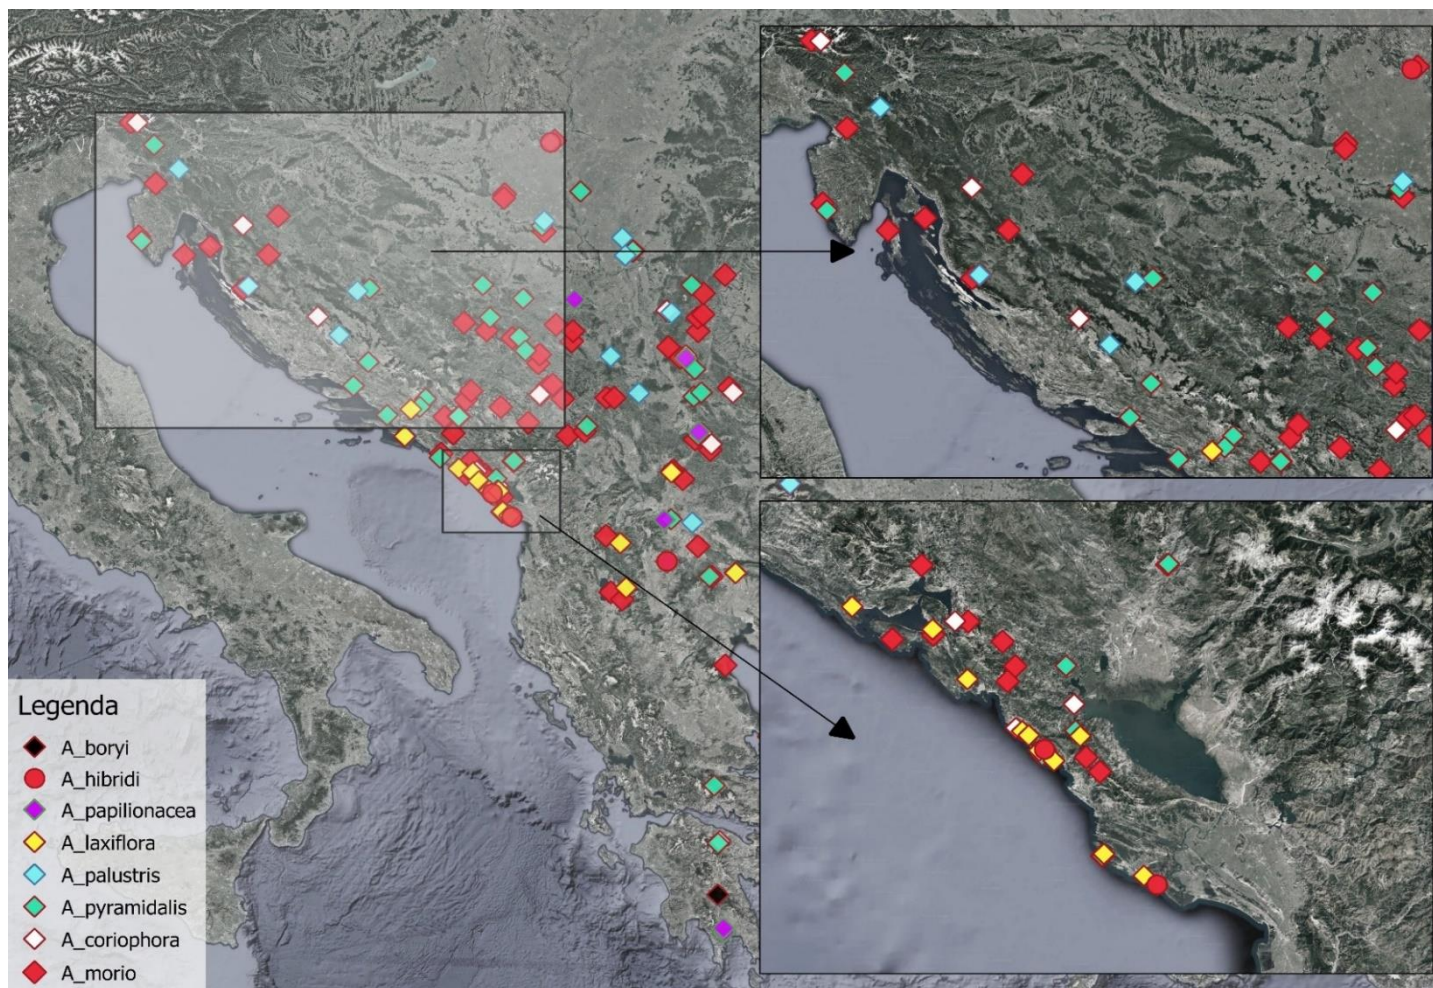 Legenda
A_boryi
A_hibridi
A_papilionacea
A_laxiflora
A_palustris
A_pyramidalis
A_coriophora
A_morio